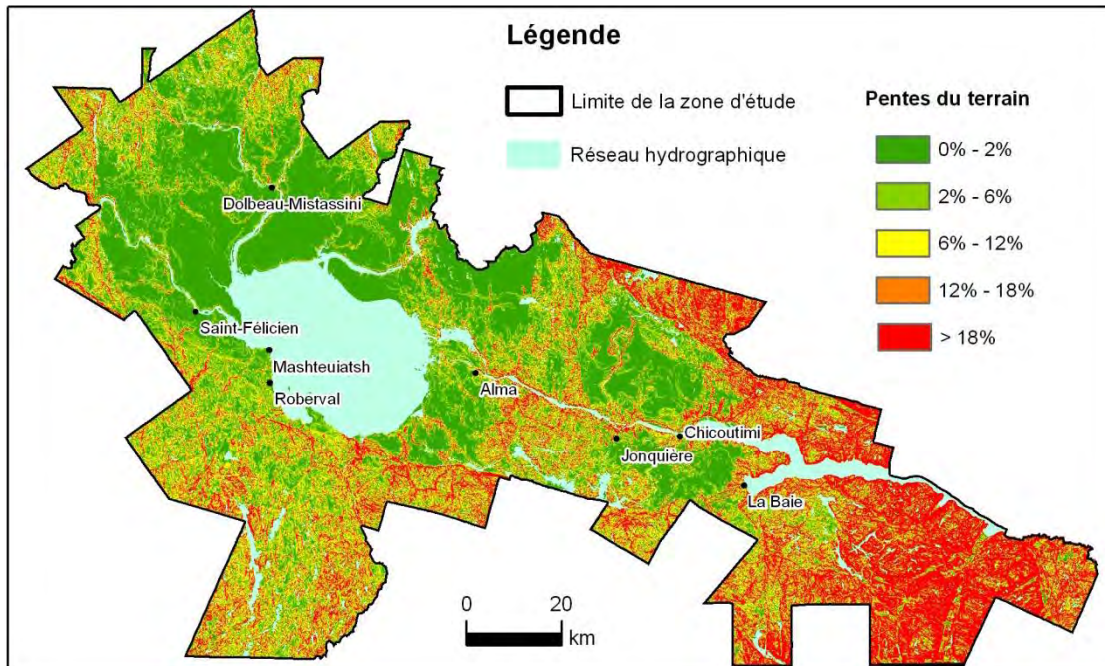 Légende
Limite de la zone d'étude
Réseau hydrographique
Pentes du terrain
0% - 2%
2% - 6%
6% - 12%
12% - 18%
> 18%
Dolbeau-Mistassini
Saint-Félicien
Mashteuiatsh
Roberval
Alma
Chicoutimi
Jonquière
La Baie
0 20
km